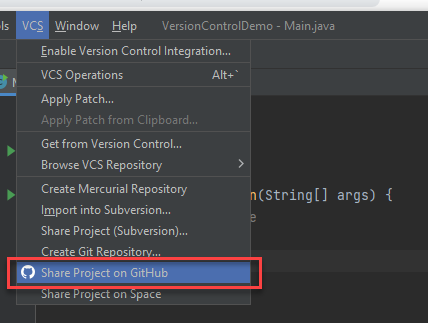 ols VCS Window Help VersionControlDemo - Main.java
Enable Version Control Integration...
VCS Operations Alt+`
Apply Patch...
Apply Patch from Clipboard...
Get from Version Control...
Browse VCS Repository
Create Mercurial Repository
n(String[] args) {
Import into Subversion...
e
Share Project (Subversion)...
Create Git Repository...
Share Project on GitHub
Share Project on Space